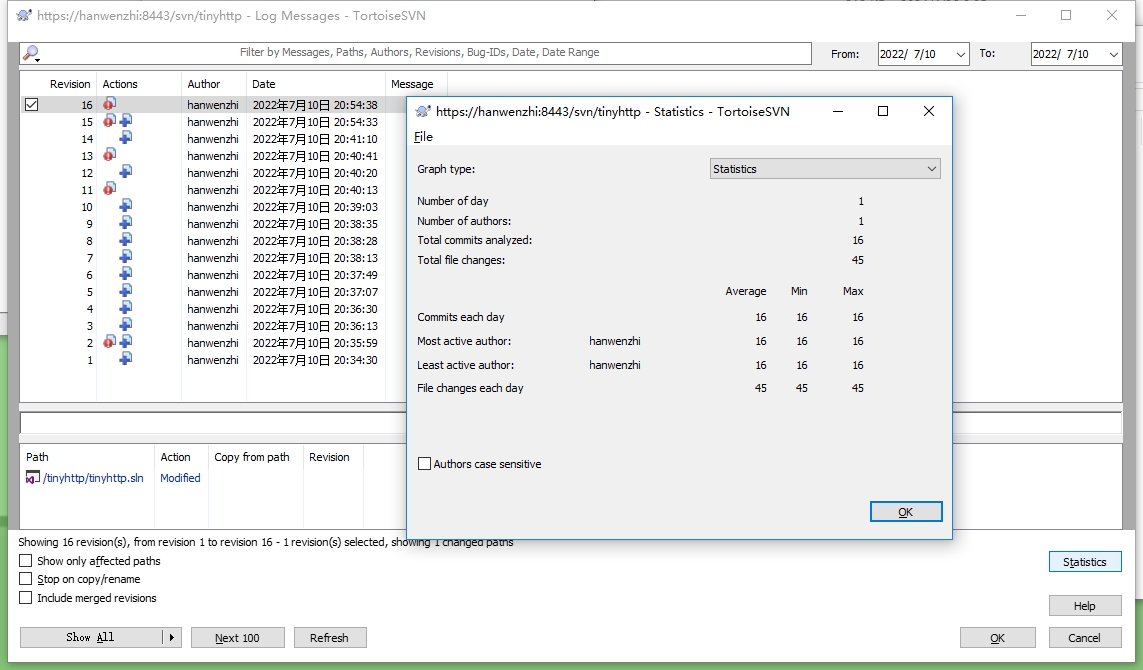 https://hanwenzhi:8443/svn/tinyhttp - Log Messages - TortoiseSVN
Filter by Messages, Paths, Authors, Revisions, Bug-IDs, Date, Date Range
From: 2022/ 7/10 To: 2022/ 7/10
Revision Actions Author Date Message
16 hanwenzhi 2022年7月10日 20:54:38
15 hanwenzhi 2022年7月10日 20:54:33
14 hanwenzhi 2022年7月10日 20:41:10
13 hanwenzhi 2022年7月10日 20:40:41
12 hanwenzhi 2022年7月10日 20:40:20
11 hanwenzhi 2022年7月10日 20:40:13
10 hanwenzhi 2022年7月10日 20:39:03
9 hanwenzhi 2022年7月10日 20:38:35
8 hanwenzhi 2022年7月10日 20:38:28
7 hanwenzhi 2022年7月10日 20:38:13
6 hanwenzhi 2022年7月10日 20:37:49
5 hanwenzhi 2022年7月10日 20:37:07
4 hanwenzhi 2022年7月10日 20:36:30
3 hanwenzhi 2022年7月10日 20:36:13
2 hanwenzhi 2022年7月10日 20:35:59
1 hanwenzhi 2022年7月10日 20:34:30
https://hanwenzhi:8443/svn/tinyhttp - Statistics - TortoiseSVN
File
Graph type: Statistics
Number of day 1
Number of authors: 1
Total commits analyzed: 16
Total file changes: 45
Average Min Max
Commits each day 16 16 16
Most active author: hanwenzhi 16 16 16
Least active author: hanwenzhi 16 16 16
File changes each day 45 45 45
Authors case sensitive
OK
Path Action Copy from path Revision
/tinyhttp/tinyhttp.sln Modified
Showing 16 revision(s), from revision 1 to revision 16 - 1 revision(s) selected, showing 1 changed paths
Show only affected paths
Stop on copy/rename
Include merged revisions
Statistics
Help
Show All Next 100 Refresh OK Cancel